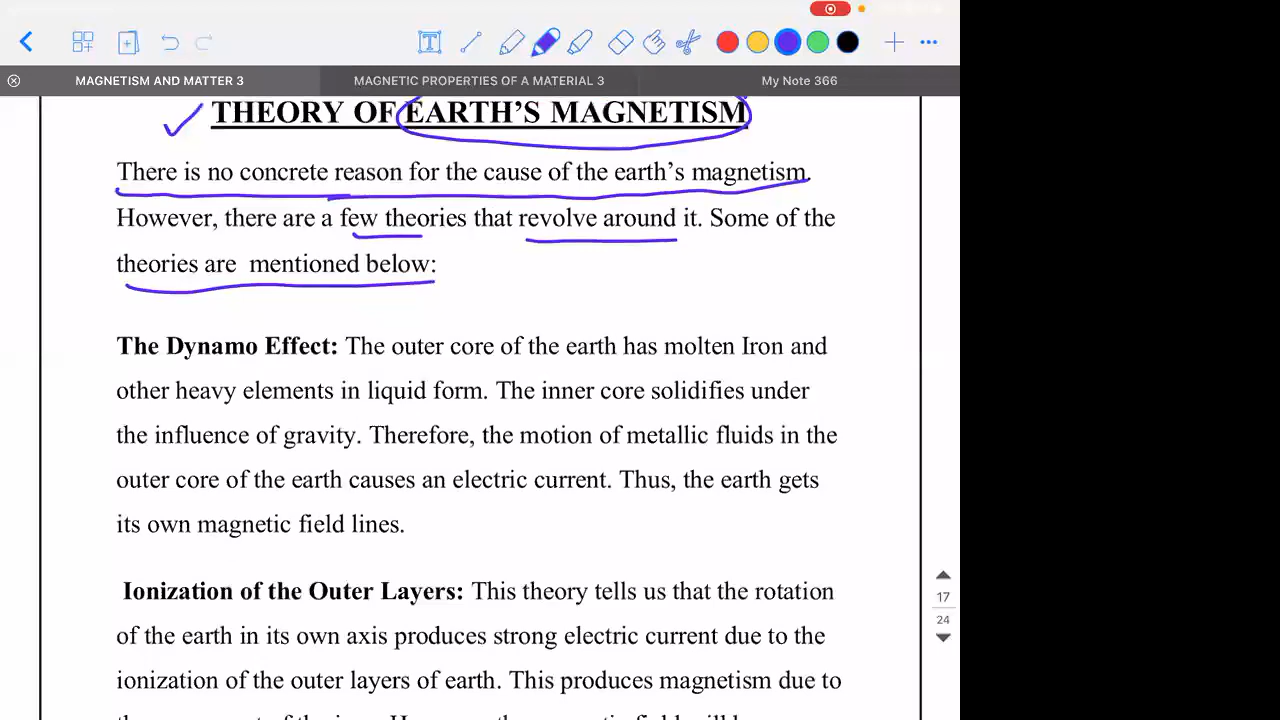 MAGNETISM AND MATTER 3
MAGNETIC PROPERTIES OF A MATERIAL 3
My Note 366
THEORY OF EARTH'S MAGNETISM
There is no concrete reason for the cause of the earth's magnetism.
However, there are a few theories that revolve around it. Some of the
theories are mentioned below:
The Dynamo Effect: The outer core of the earth has molten Iron and
other heavy elements in liquid form. The inner core solidifies under
the influence of gravity. Therefore, the motion of metallic fluids in the
outer core of the earth causes an electric current. Thus, the earth gets
its own magnetic field lines.
Ionization of the Outer Layers: This theory tells us that the rotation
of the earth in its own axis produces strong electric current due to the
ionization of the outer layers of earth. This produces magnetism due to
17
24